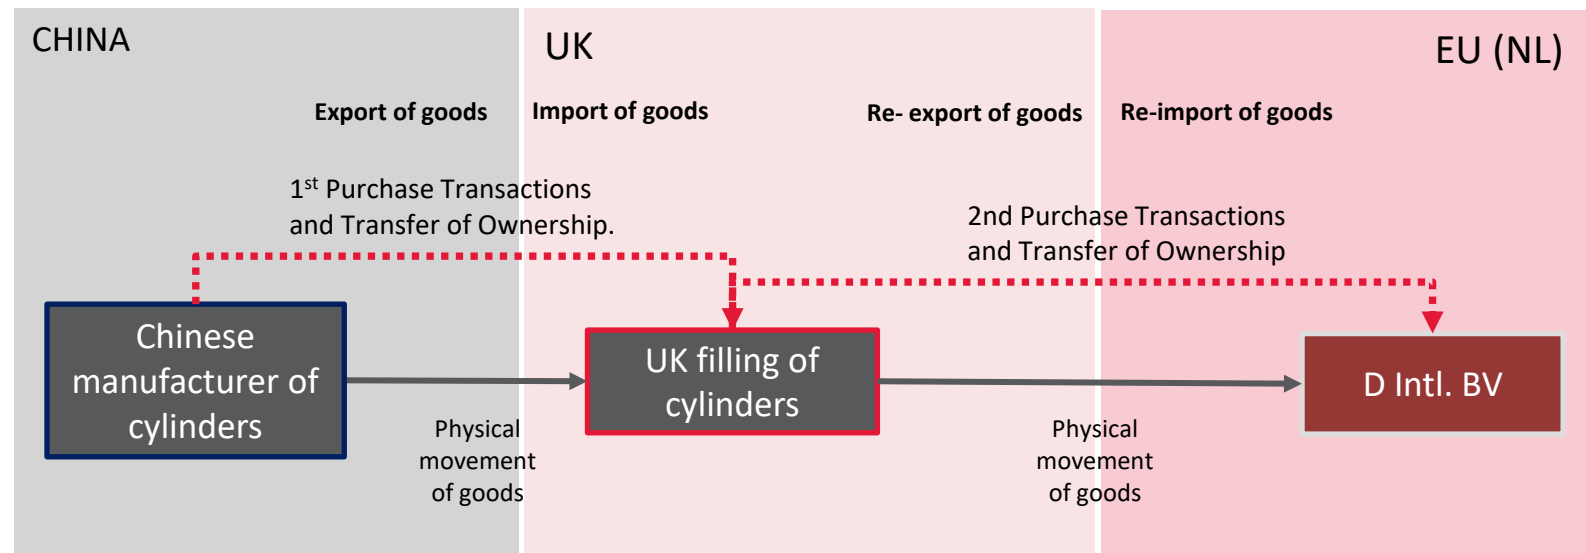 CHINA
UK
EU (NL)
Export of goods
Import of goods
Re- export of goods
Re-import of goods
1st Purchase Transactions
and Transfer of Ownership.
2nd Purchase Transactions
and Transfer of Ownership
Chinese
manufacturer of
cylinders
UK filling of
cylinders
D Intl. BV
Physical
movement
of goods
Physical
movement
of goods